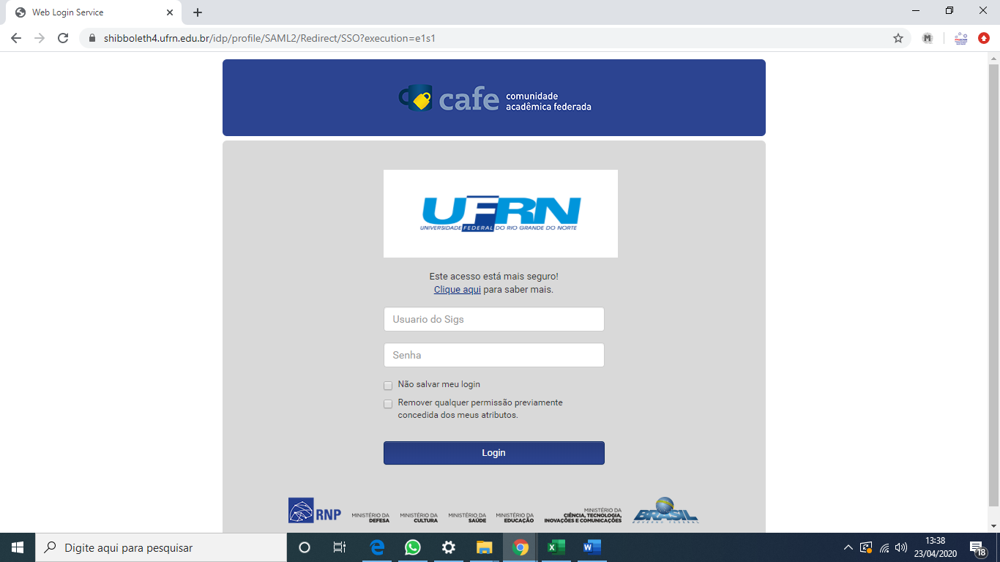 Web Login Service
shibboleth4.ufrn.edu.br/idp/profile/SAML2/Redirect/SSO?execution=e1s1
M
cafe comunidade
acadêmica federada
UFRN
UNIVERSIDADE FEDERAL DO RIO GRANDE DO NORTE
Este acesso está mais seguro!
Clique aqui para saber mais.
Usuario do Sigs
Senha
Não salvar meu login
Remover qualquer permissão previamente
concedida dos meus atributos.
Login
RNP
MINISTÉRIO DA
DEFESA
MINISTÉRIO DA
CULTURA
MINISTÉRIO DA
SAÚDE
MINISTÉRIO DA
EDUCAÇÃO
MINISTÉRIO DA
CIÊNCIA, TECNOLOGIA,
INOVAÇÕES E COMUNICAÇÕES
BRASIL
GOVERNO FEDERAL
Digite aqui para pesquisar
13:38
23/04/2020
18